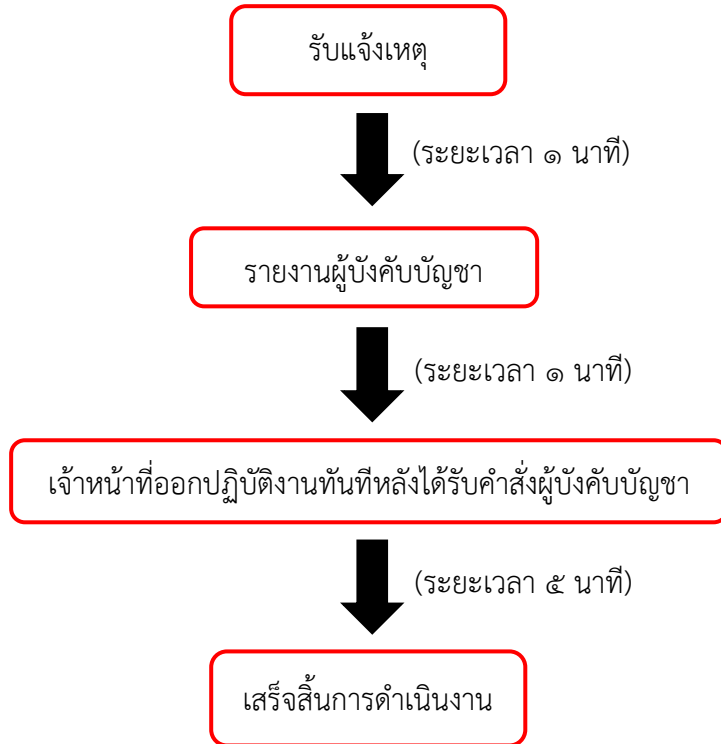 รับแจ้งเหตุ
(ระยะเวลา ๑ นาที)
รายงานผู้บังคับบัญชา
(ระยะเวลา ๑ นาที)
เจ้าหน้าที่ออกปฏิบัติงานทันทีหลังได้รับคำสั่งผู้บังคับบัญชา
(ระยะเวลา ๕ นาที)
เสร็จสิ้นการดำเนินงาน